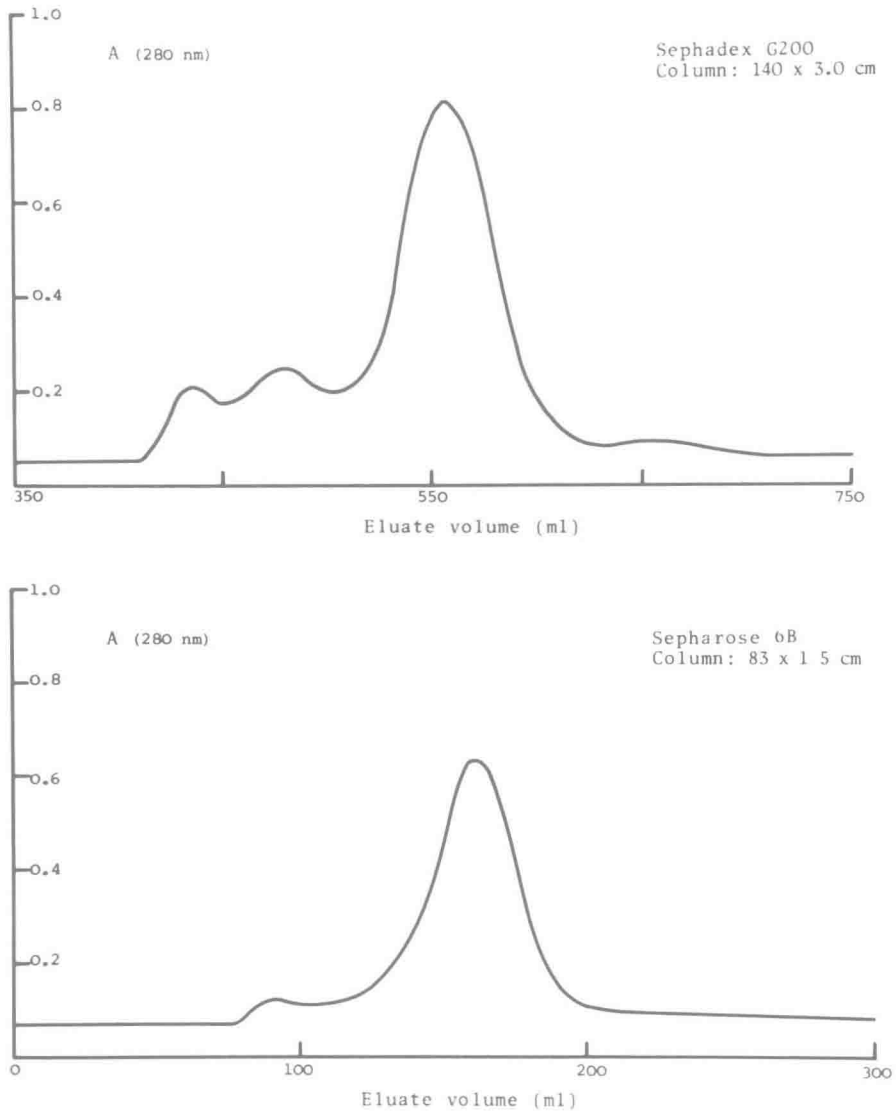 1.0
A (280 nm)
Sephadex G200
Column: 140 x 3.0 cm
0.8
0.6
0.4
0.2
350
550
750
Eluate volume (ml)
1.0
A (280 nm)
Sepharose 6B
Column: 83 x 1 5 cm
0.8
0.6
0.4
0.2
0
100
200
300
Eluate volume (ml)